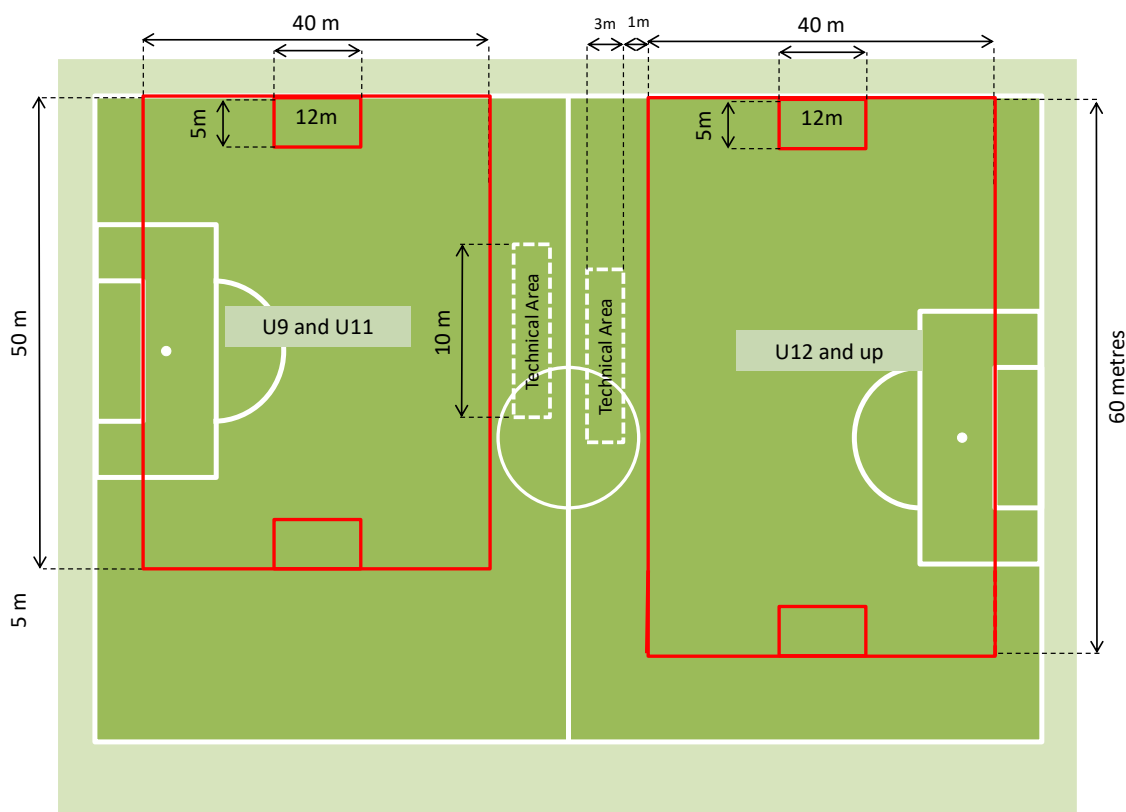 40 m
3m
1m
40 m
5m
12m
5m
12m
50 m
10 m
Technical Area
Technical Area
U9 and U11
U12 and up
60 metres
5 m